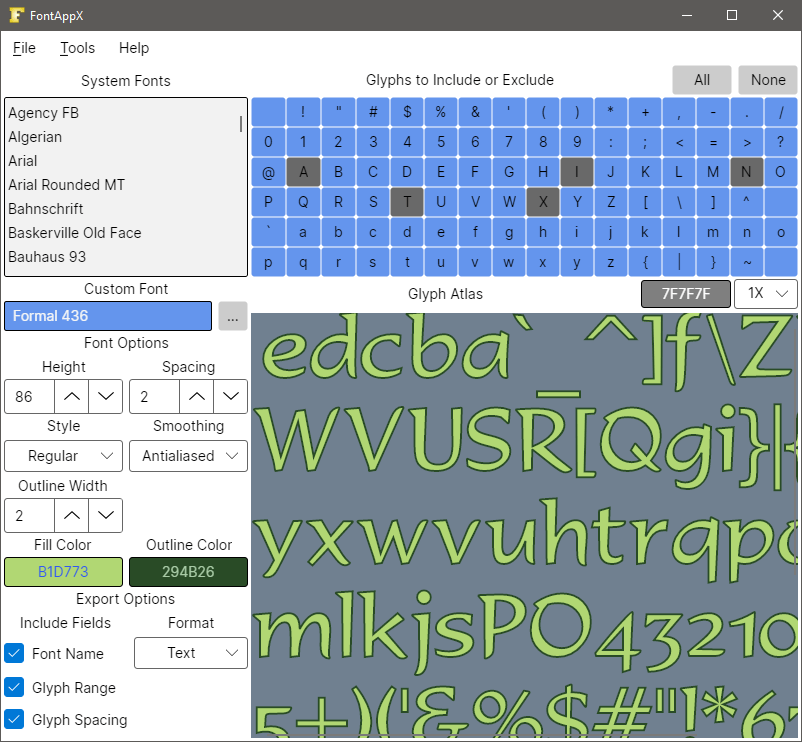 FontAppX
File Tools Help
System Fonts
Agency FB
Algerian
Arial
Arial Rounded MT
Bahnschrift
Baskerville Old Face
Bauhaus 93
Custom Font
Formal 436
...
Font Options
Height Spacing
86 2
Style Smoothing
Regular Antialiased
Outline Width
2
Fill Color Outline Color
B1D773 294B26
Export Options
Include Fields Format
Font Name Text
Glyph Range
Glyph Spacing
Glyphs to Include or Exclude All None
! " # $ % & ' ( ) * + , - . /
0 1 2 3 4 5 6 7 8 9 : ; < = > ?
@ A B C D E F G H I J K L M N O
P Q R S T U V W X Y Z [ \ ] ^
` a b c d e f g h i j k l m n o
p q r s t u v w x y z { | } ~
Glyph Atlas 7F7F7F 1X
edcba`_^]f\Z
WVUSR[Qgi}|
yxwvuhtrqp
mlkjsPO43210
5+)('&%$#"!*6